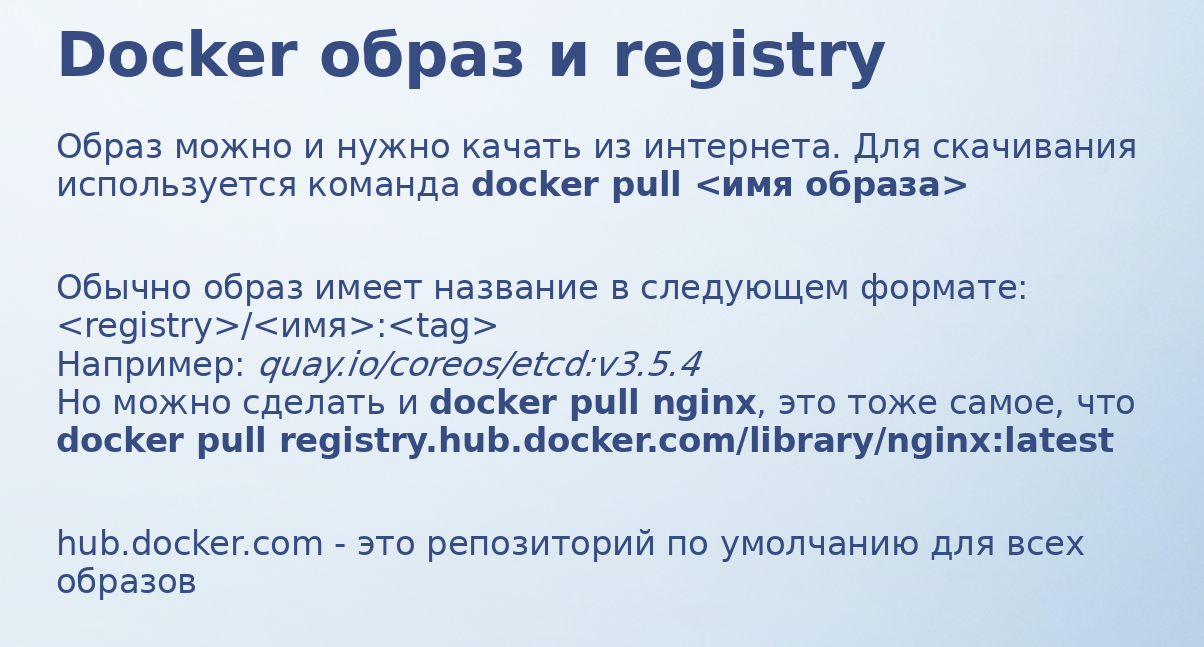 Docker образ и registry
Образ можно и нужно качать из интернета. Для скачивания
используется команда docker pull <имя образа>
Обычно образ имеет название в следующем формате:
<registry>/<имя>:<tag>
Например: quay.io/coreos/etcd:v3.5.4
Но можно сделать и docker pull nginx, это тоже самое, что
docker pull registry.hub.docker.com/library/nginx:latest
hub.docker.com - это репозиторий по умолчанию для всех
образов